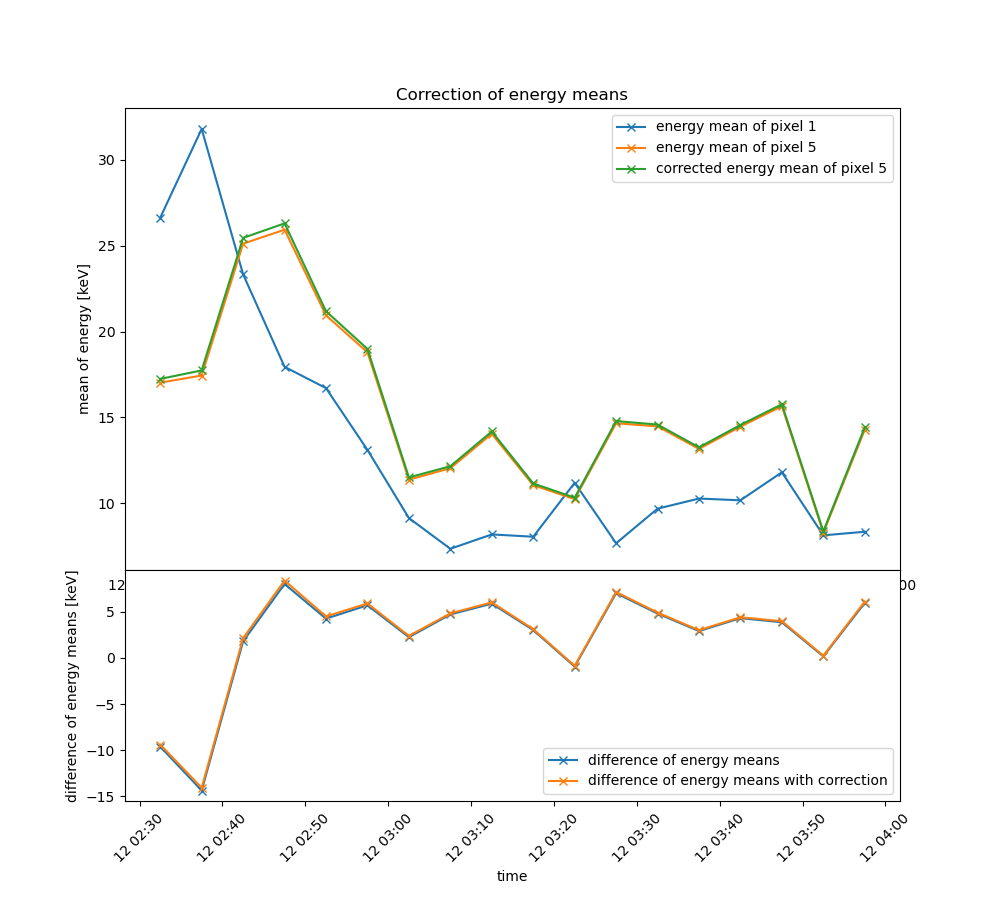 Correction of energy means
energy mean of pixel 1
energy mean of pixel 5
corrected energy mean of pixel 5
mean of energy [keV]
30
25
20
15
10
12
00
difference of energy means [keV]
5
0
−5
−10
−15
difference of energy means
difference of energy means with correction
12 02:30
12 02:40
12 02:50
12 03:00
12 03:10
12 03:20
12 03:30
12 03:40
12 03:50
12 04:00
time